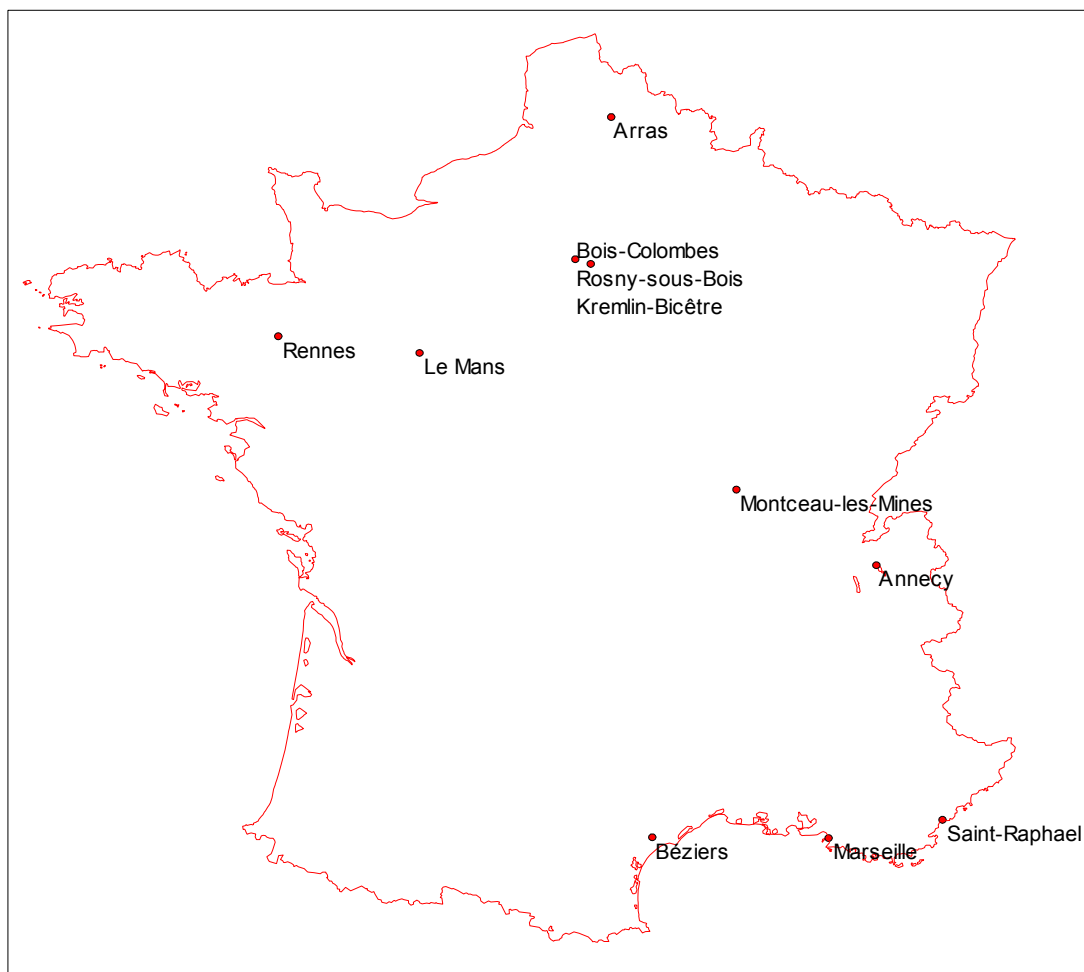 Arras
Bois-Colombes
Rosny-sous-Bois
Kremlin-Bicêtre
Rennes
Le Mans
Montceau-les-Mines
Annecy
Saint-Raphael
Béziers
Marseille